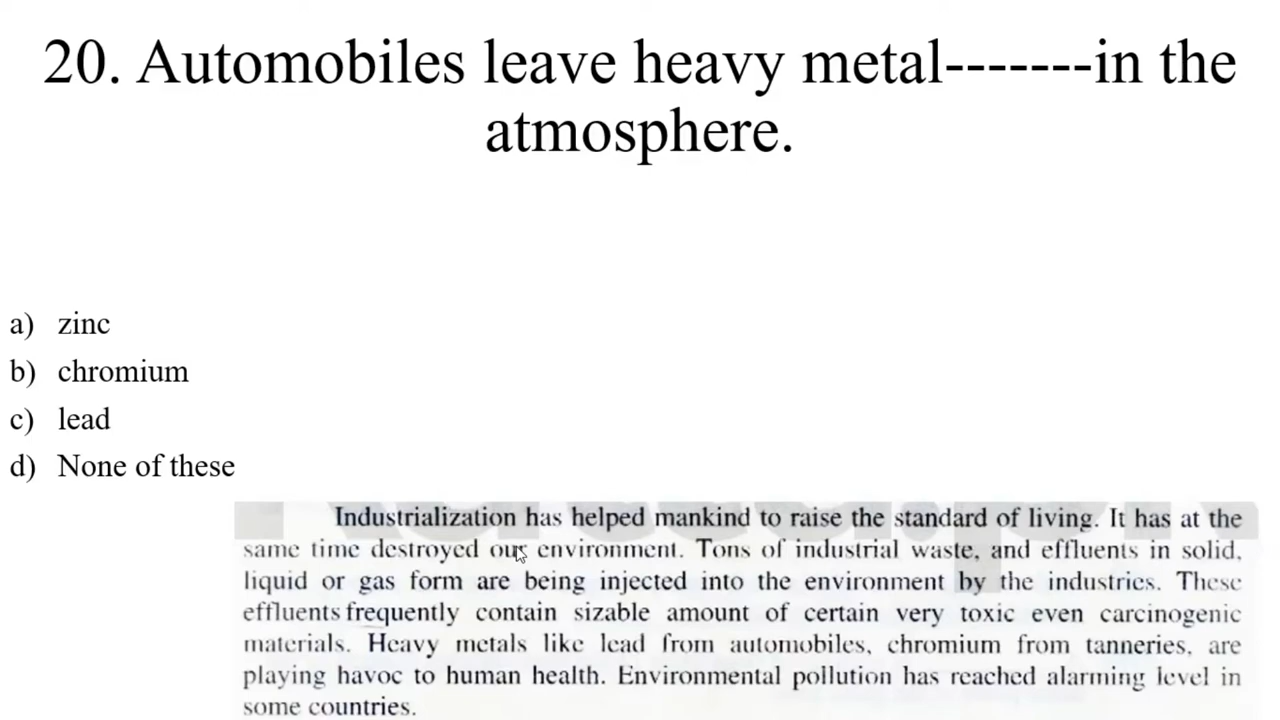 20. Automobiles leave heavy metal-------in the
atmosphere.
a) zinc
b) chromium
c) lead
d) None of these
Industrialization has helped mankind to raise the standard of living. It has at the
same time destroyed our environment. Tons of industrial waste, and effluents in solid,
liquid or gas form are being injected into the environment by the industries. These
effluents frequently contain sizable amount of certain very toxic even carcinogenic
materials. Heavy metals like lead from automobiles, chromium from tanneries, are
playing havoc to human health. Environmental pollution has reached alarming level in
some countries.